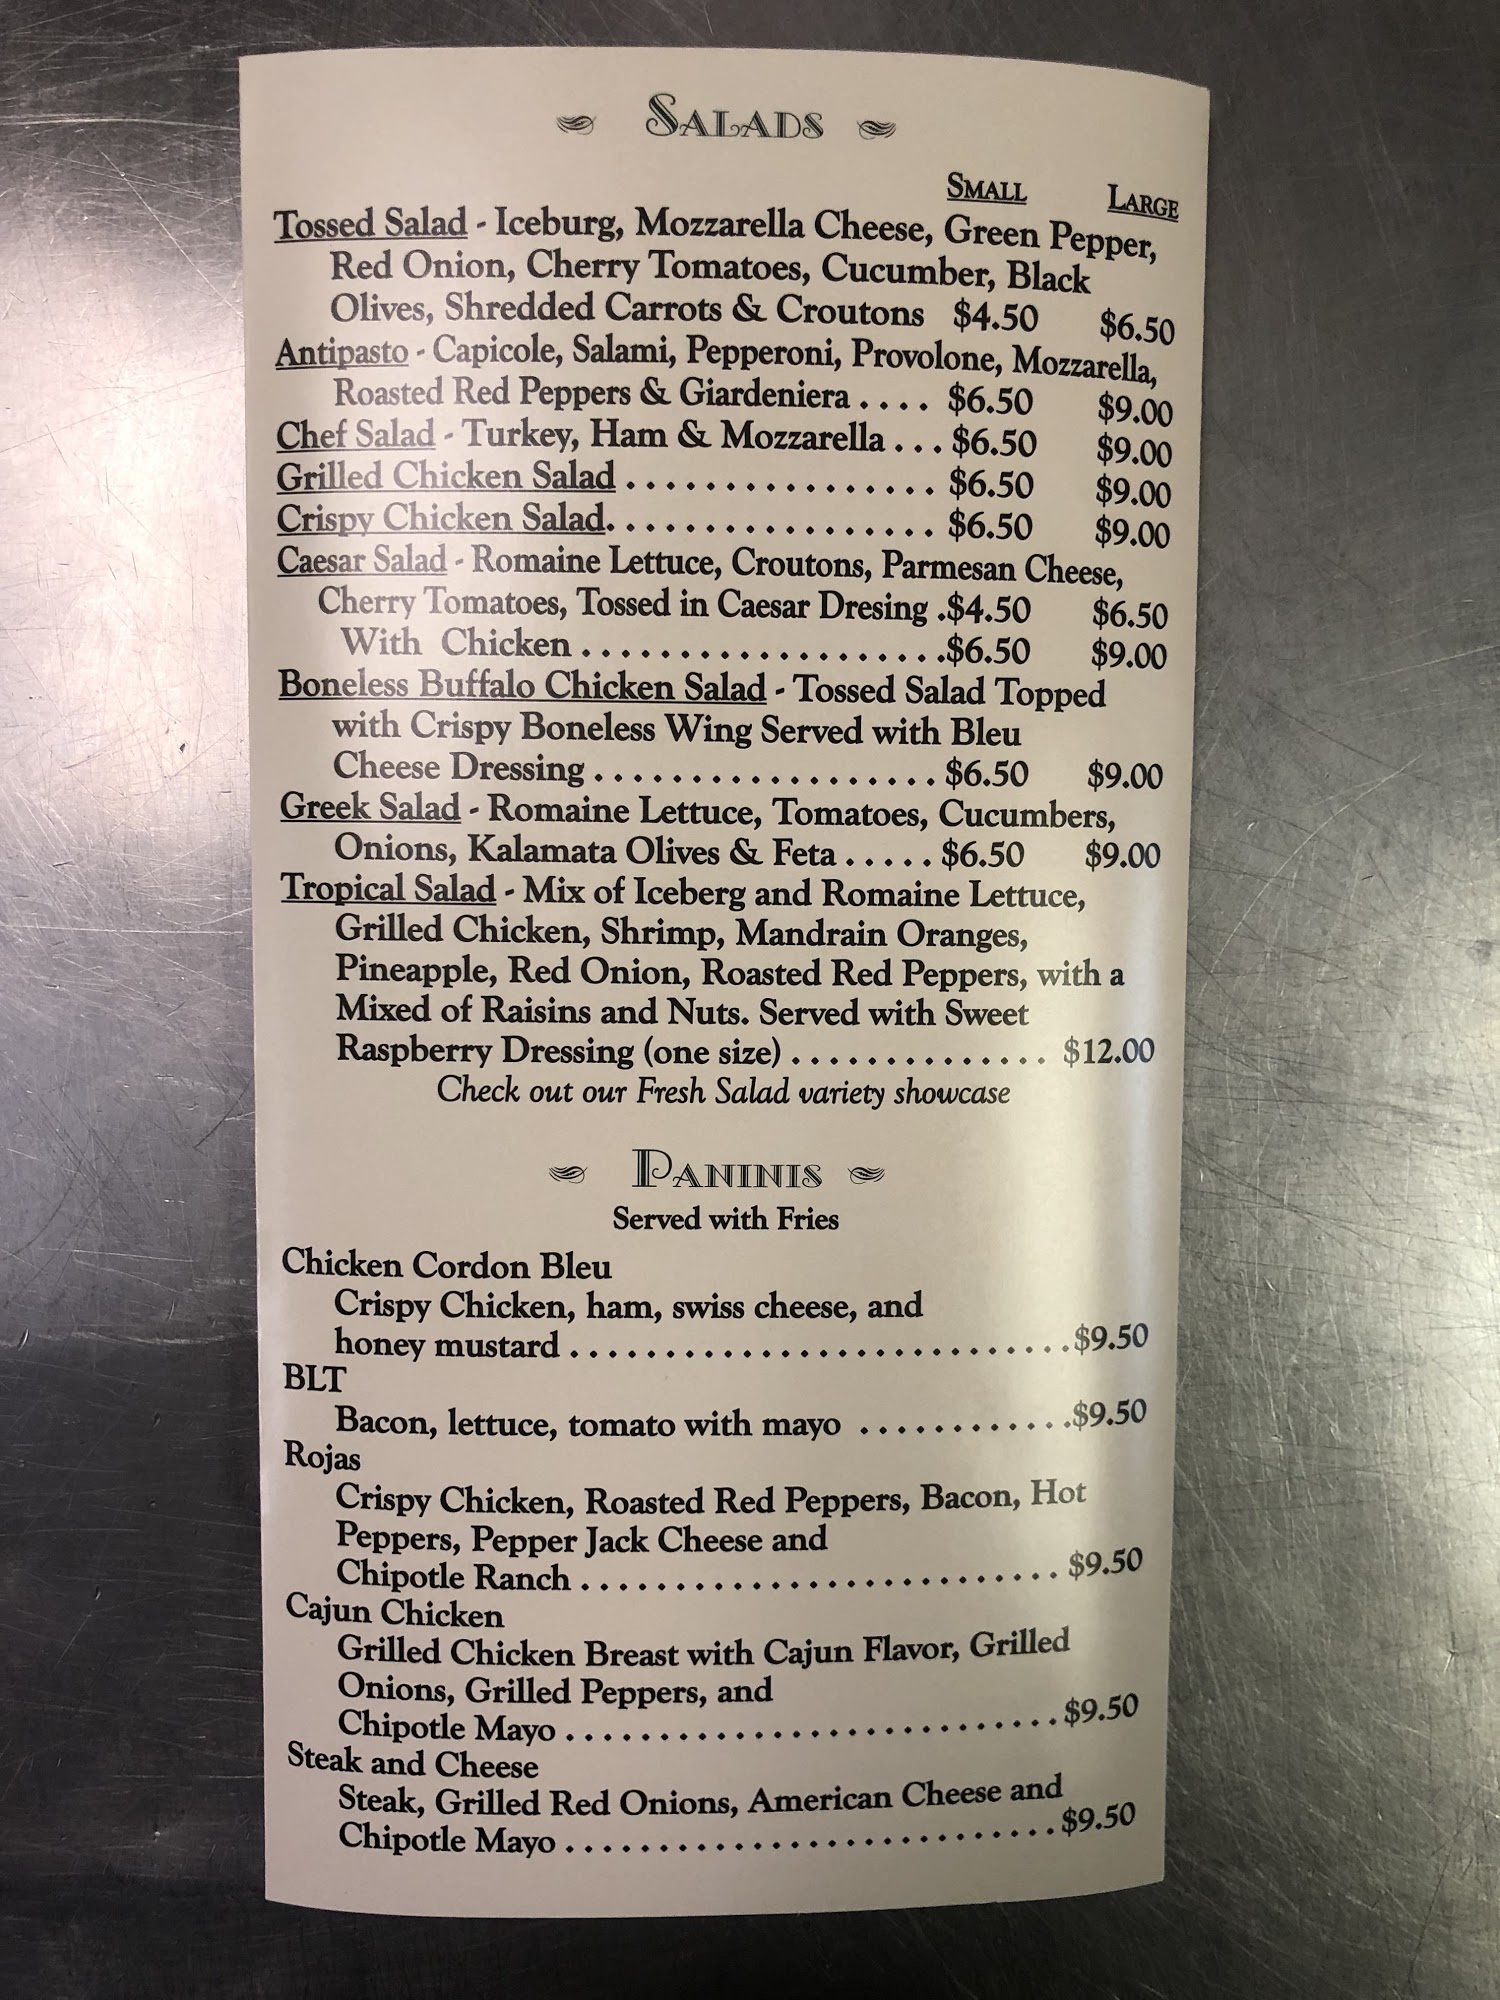 SALADS
SMALL LARGE
Tossed Salad - Iceburg, Mozzarella Cheese, Green Pepper,
Red Onion, Cherry Tomatoes, Cucumber, Black
Olives, Shredded Carrots & Croutons $4.50 $6.50
Antipasto - Capicole, Salami, Pepperoni, Provolone, Mozzarella,
Roasted Red Peppers & Giardeniera . . . . $6.50 $9.00
Chef Salad - Turkey, Ham & Mozzarella . . . $6.50 $9.00
Grilled Chicken Salad . . . . . . . . . . . . . . . . $6.50 $9.00
Crispy Chicken Salad. . . . . . . . . . . . . . . . . $6.50 $9.00
Caesar Salad - Romaine Lettuce, Croutons, Parmesan Cheese,
Cherry Tomatoes, Tossed in Caesar Dresing .$4.50 $6.50
With Chicken . . . . . . . . . . . . . . . . . . .$6.50 $9.00
Boneless Buffalo Chicken Salad - Tossed Salad Topped
with Crispy Boneless Wing Served with Bleu
Cheese Dressing . . . . . . . . . . . . . . . . . . $6.50 $9.00
Greek Salad - Romaine Lettuce, Tomatoes, Cucumbers,
Onions, Kalamata Olives & Feta . . . . . $6.50 $9.00
Tropical Salad - Mix of Iceberg and Romaine Lettuce,
Grilled Chicken, Shrimp, Mandrain Oranges,
Pineapple, Red Onion, Roasted Red Peppers, with a
Mixed of Raisins and Nuts. Served with Sweet
Raspberry Dressing (one size) . . . . . . . . . . . . . . $12.00
Check out our Fresh Salad variety showcase
PANINIS
Served with Fries
Chicken Cordon Bleu
Crispy Chicken, ham, swiss cheese, and
honey mustard . . . . . . . . . . . . . . . . . . . . . . . . . . .$9.50
BLT
Bacon, lettuce, tomato with mayo . . . . . . . . . . . .$9.50
Rojas
Crispy Chicken, Roasted Red Peppers, Bacon, Hot
Peppers, Pepper Jack Cheese and
Chipotle Ranch . . . . . . . . . . . . . . . . . . . . . . . . . $9.50
Cajun Chicken
Grilled Chicken Breast with Cajun Flavor, Grilled
Onions, Grilled Peppers, and
Chipotle Mayo . . . . . . . . . . . . . . . . . . . . . . . . . . $9.50
Steak and Cheese
Steak, Grilled Red Onions, American Cheese and
Chipotle Mayo . . . . . . . . . . . . . . . . . . . . . . . . . . $9.50